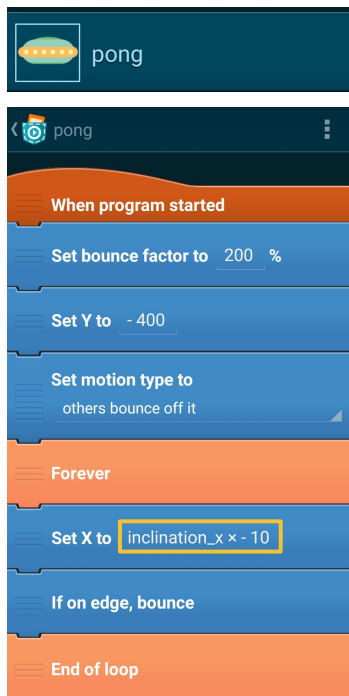 pong
pong
When program started
Set bounce factor to 200 %
Set Y to - 400
Set motion type to
others bounce off it
Forever
Set X to inclination_x × - 10
If on edge, bounce
End of loop